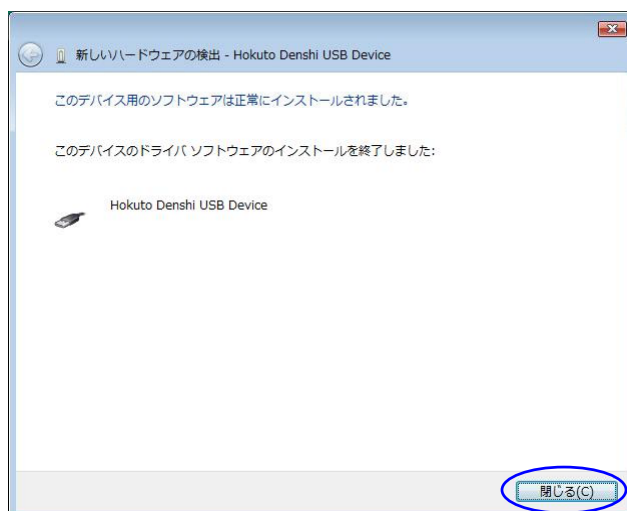 新しいハードウェアの検出 - Hokuto Denshi USB Device
このデバイス用のソフトウェアは正常にインストールされました。
このデバイスのドライバ ソフトウェアのインストールを終了しました:
Hokuto Denshi USB Device
閉じる(C)